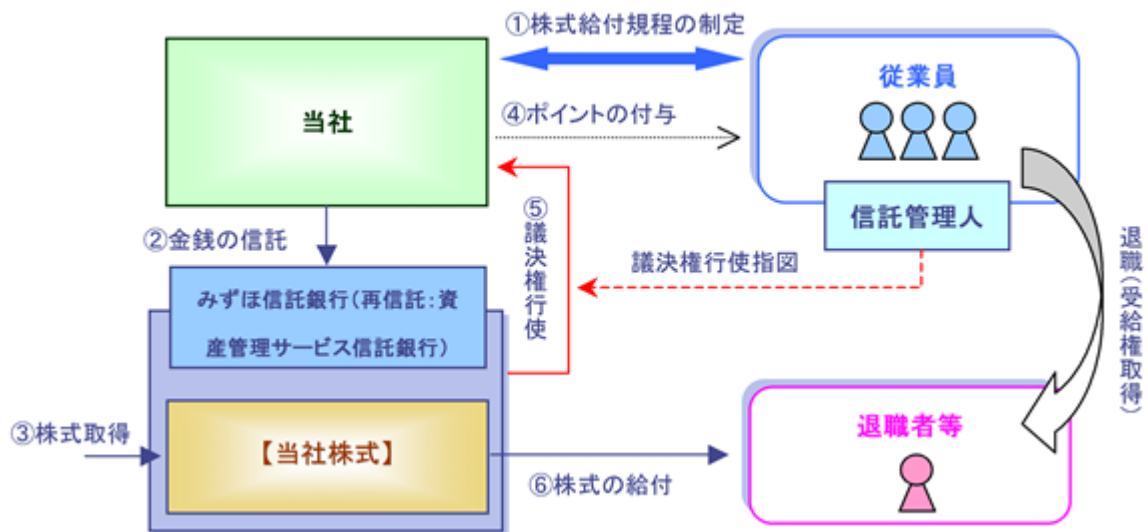 ①株式給付規程の制定
従業員
当社
④ポイントの付与
信託管理人
②金銭の信託
⑤議決権行使
議決権行使指図
退職(受給権取得)
みずほ信託銀行(再信託:資
産管理サービス信託銀行)
③株式取得
【当社株式】
退職者等
⑥株式の給付